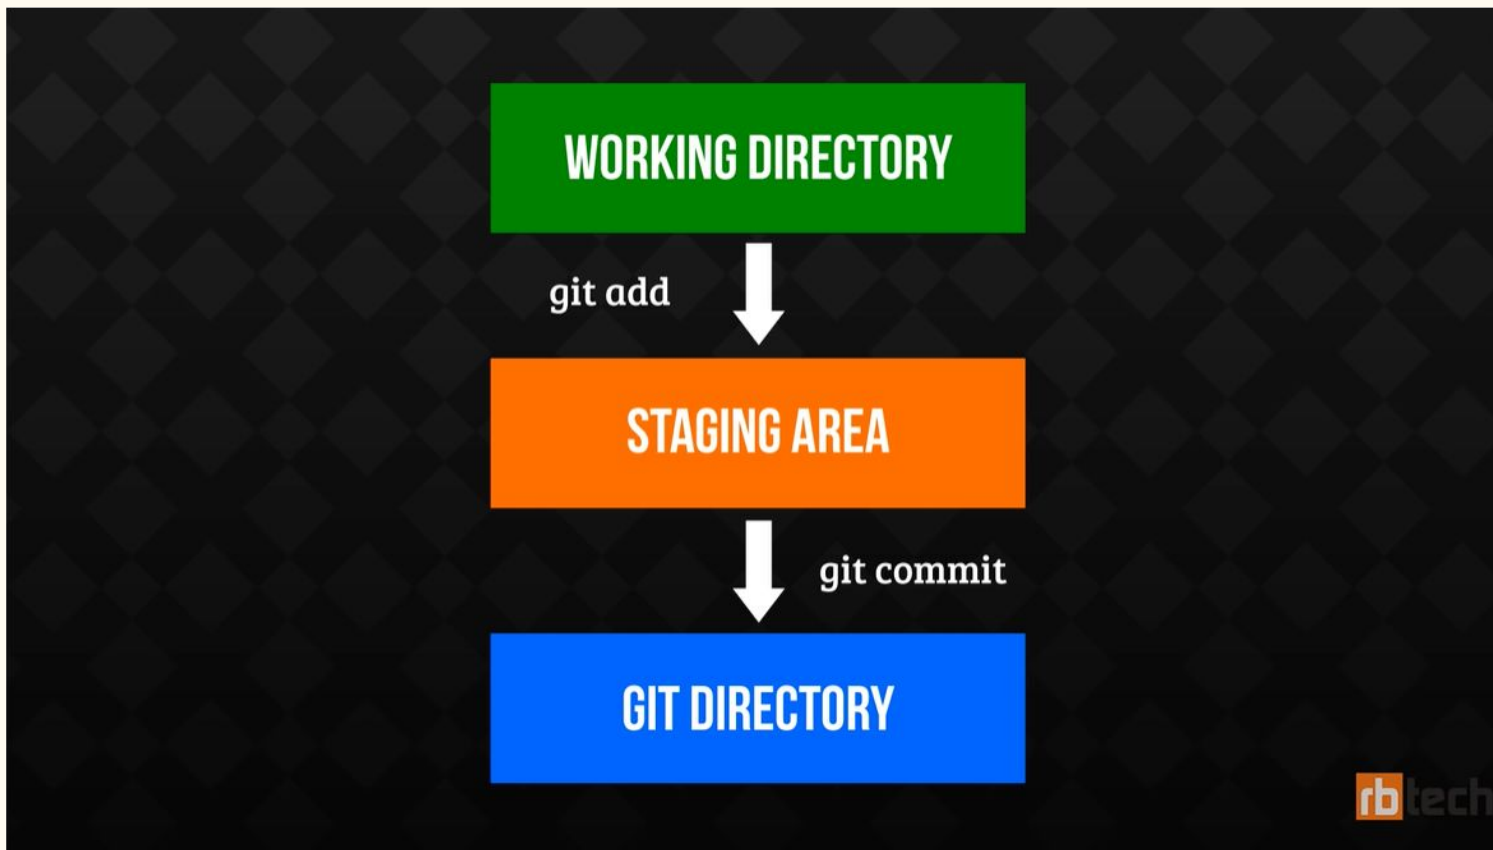 WORKING DIRECTORY
git add
STAGING AREA
git commit
GIT DIRECTORY
rbtech